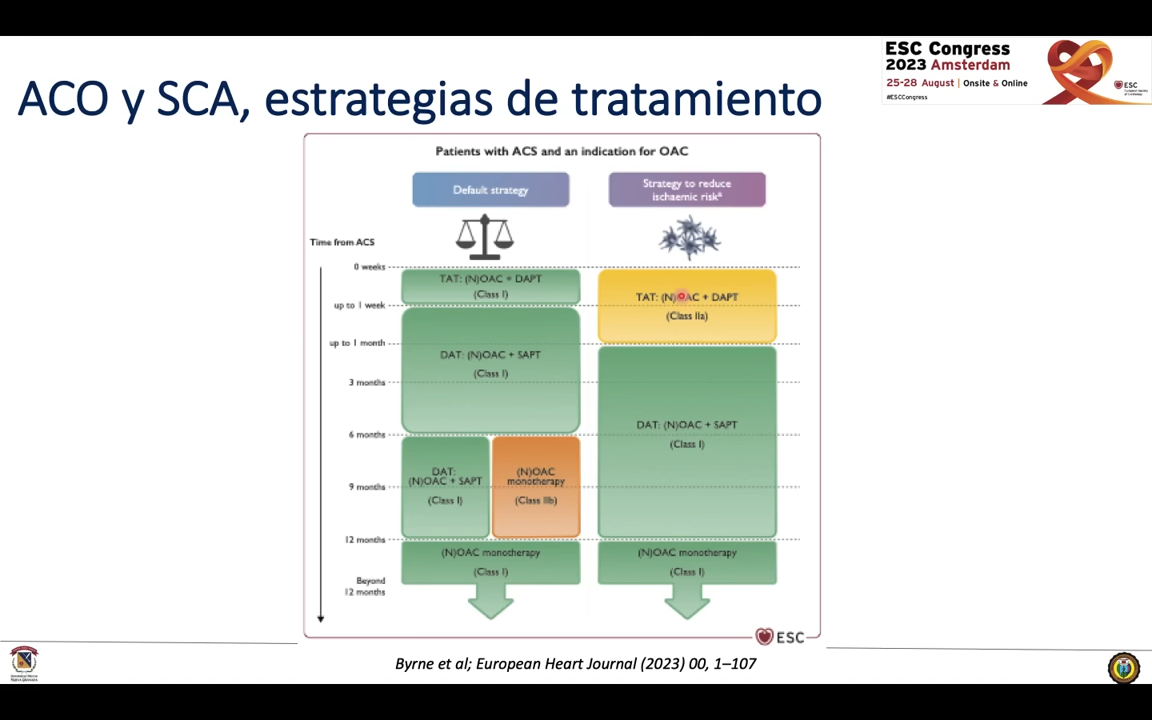 ESC Congress
2023 Amsterdam
25-28 August | Onsite & Online
#ESCCongress
ESC
ACO y SCA, estrategias de tratamiento
Patients with ACS and an indication for OAC
Default strategy
Strategy to reduce
ischaemic riskª
Time from ACS
0 weeks
TAT: (N)OAC + DAPT
(Class I)
TAT: (N)OAC + DAPT
(Class IIa)
up to 1 week
DAT: (N)OAC + SAPT
(Class I)
up to 1 month
3 months
DAT: (N)OAC + SAPT
(Class I)
6 months
DAT:
(N)OAC + SAPT
(Class I)
(N)OAC
monotherapy
(Class IIb)
9 months
12 months
(N)OAC monotherapy
(Class I)
(N)OAC monotherapy
(Class I)
Beyond
12 months
ESC
Byrne et al; European Heart Journal (2023) 00, 1–107